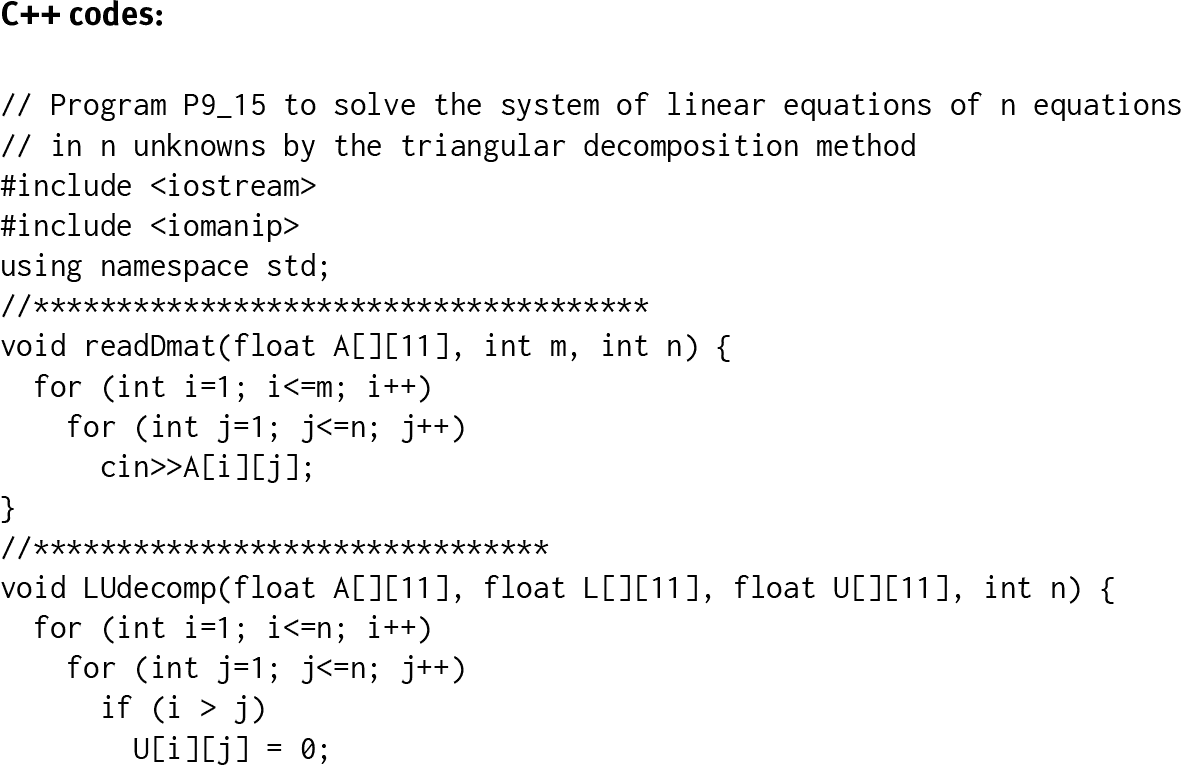 C++ codes:
// Program P9_15 to solve the system of linear equations of n equations
// in n unknowns by the triangular decomposition method
#include <iostream>
#include <iomanip>
using namespace std;
//*************************************
void readDmat(float A[][11], int m, int n) {
  for (int i=1; i<=m; i++)
    for (int j=1; j<=n; j++)
      cin>>A[i][j];
}
//*******************************
void LUdecomp(float A[][11], float L[][11], float U[][11], int n) {
  for (int i=1; i<=n; i++)
    for (int j=1; j<=n; j++)
      if (i > j)
        U[i][j] = 0;